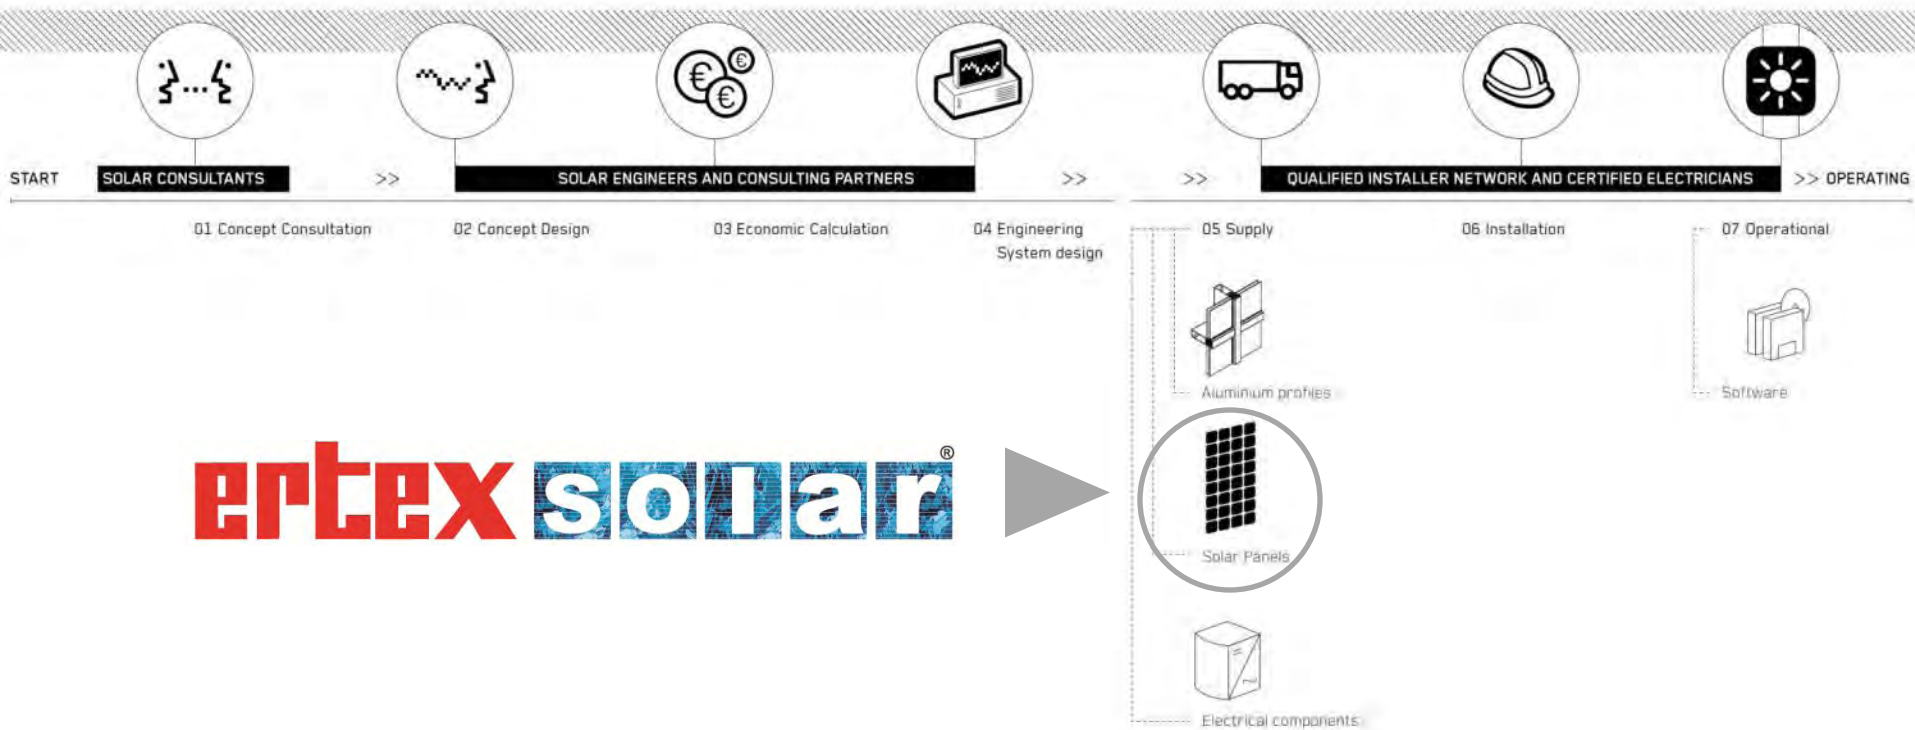 START
SOLAR CONSULTANTS
>>
SOLAR ENGINEERS AND CONSULTING PARTNERS
>>
>>
QUALIFIED INSTALLER NETWORK AND CERTIFIED ELECTRICIANS
>> OPERATING
01 Concept Consultation
02 Concept Design
03 Economic Calculation
04 Engineering
System design
05 Supply
06 Installation
07 Operational
Aluminium profiles
Software
ertex solar®
Solar Panels
Electrical components